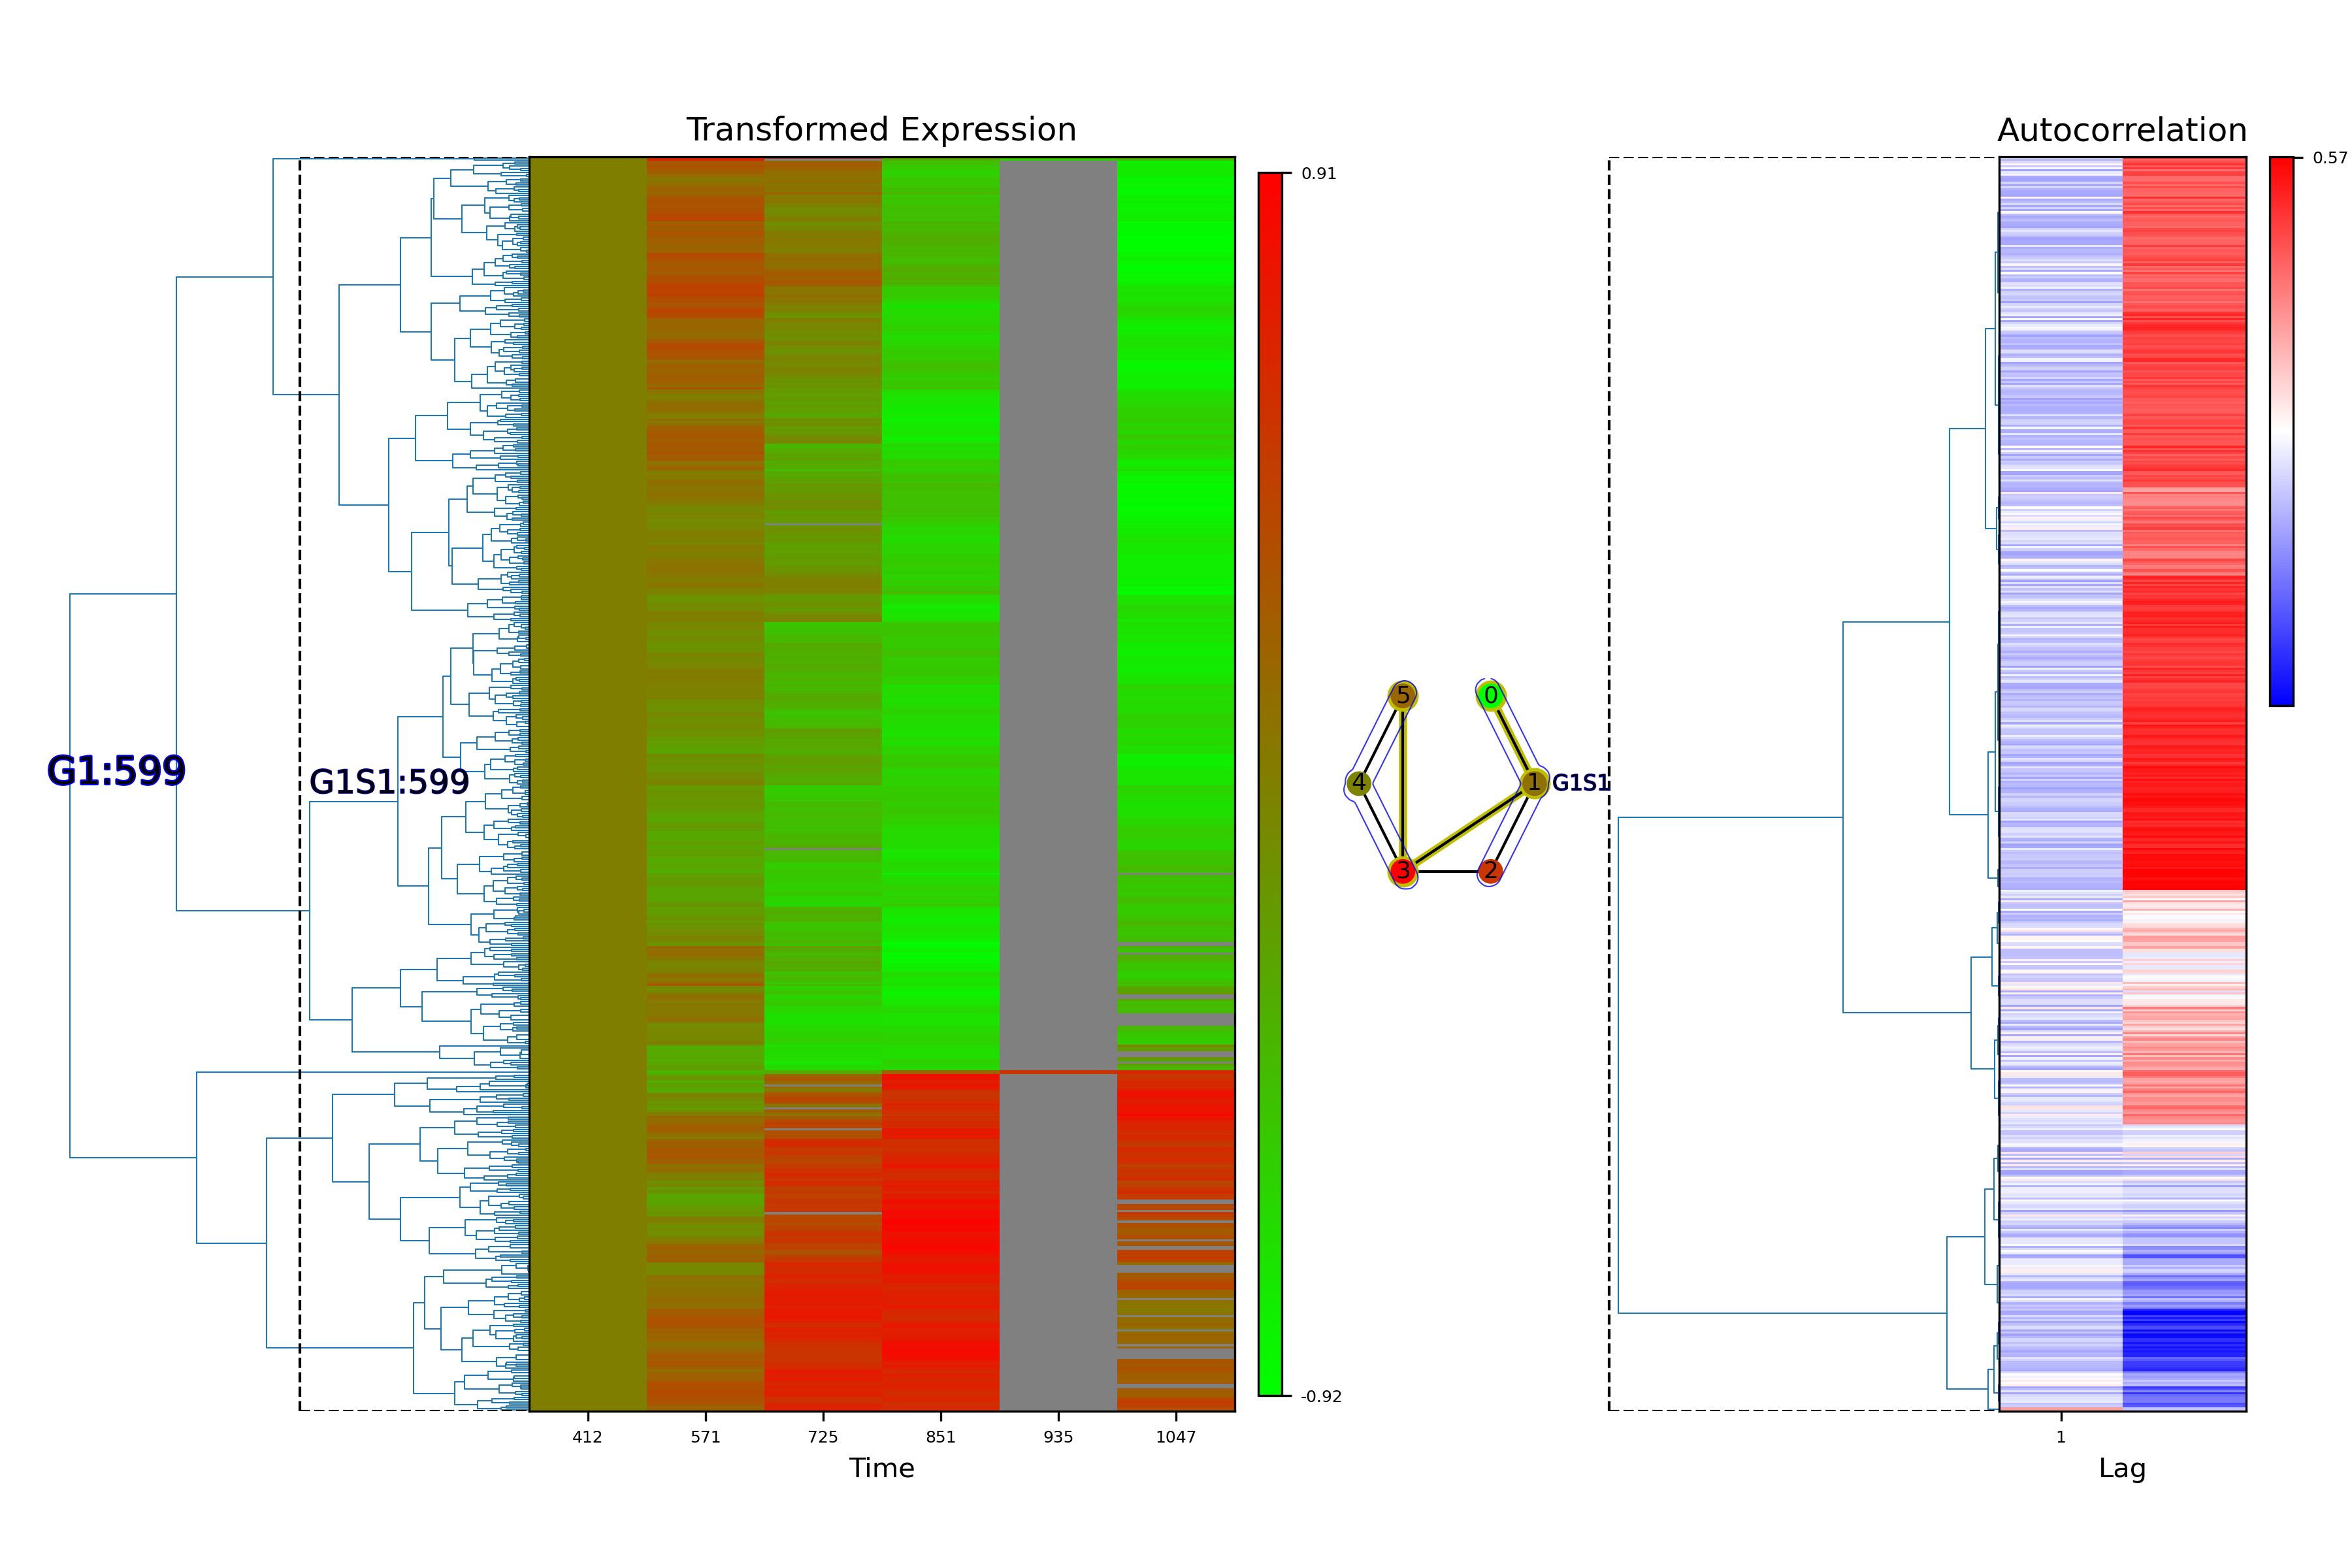 Transformed Expression
Autocorrelation
0.91
0.57
5
0
G1:599
G1S1:599
4
1
G1S1
3
2
-0.92
412 571 725 851 935 1047
1
Time
Lag